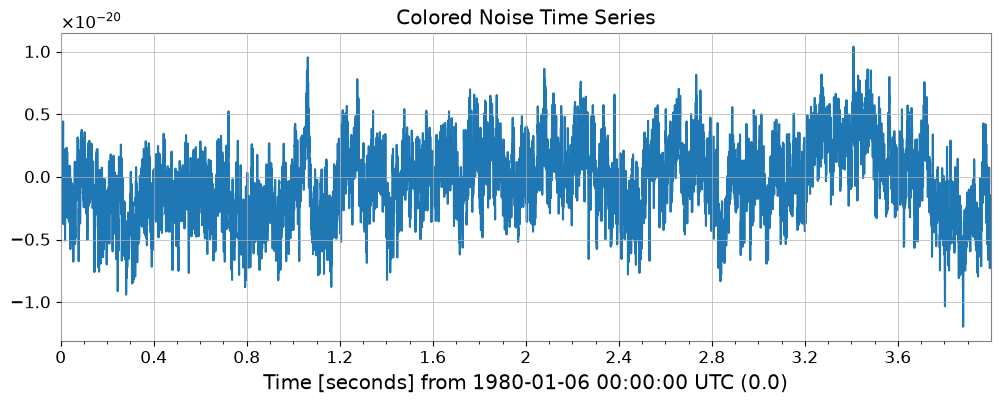 Colored Noise Time Series
×10⁻²⁰
1.0
0.5
0.0
−0.5
−1.0
0 0.4 0.8 1.2 1.6 2 2.4 2.8 3.2 3.6
Time [seconds] from 1980-01-06 00:00:00 UTC (0.0)